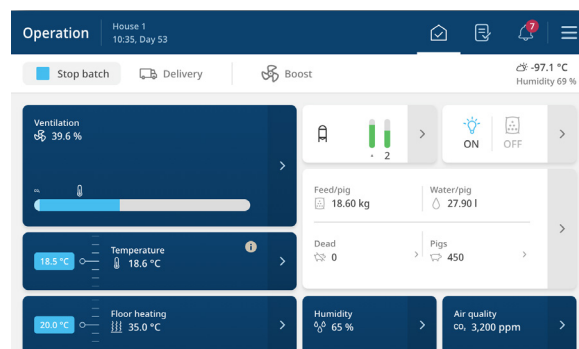 Operation
House 1
10:35, Day 53
7
Stop batch
Delivery
Boost
-97.1 °C
Humidity 69 %
Ventilation
39.6 %
2
ON
OFF
Feed/pig
18.60 kg
Water/pig
27.90 l
Dead
0
Pigs
450
18.5 °C
Temperature
18.6 °C
i
20.0 °C
Floor heating
35.0 °C
Humidity
65 %
Air quality
CO₂ 3,200 ppm